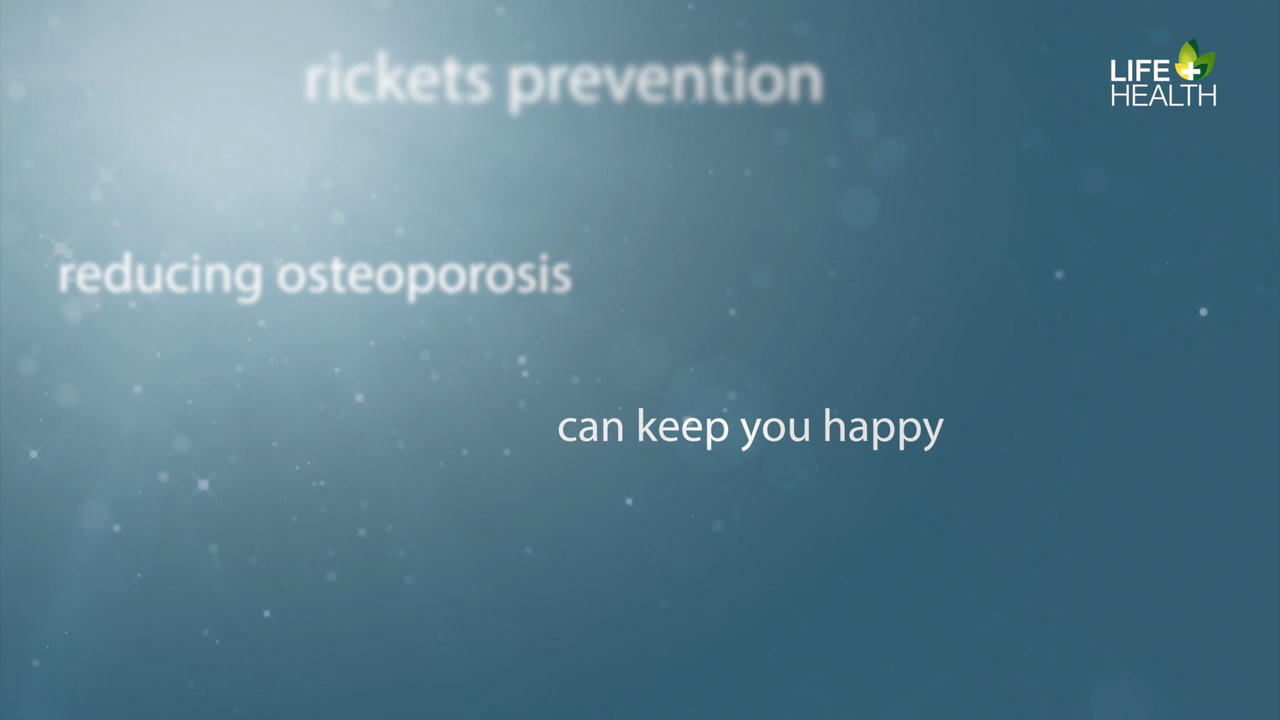 rickets prevention
LIFE
HEALTH
reducing osteoporosis
can keep you happy